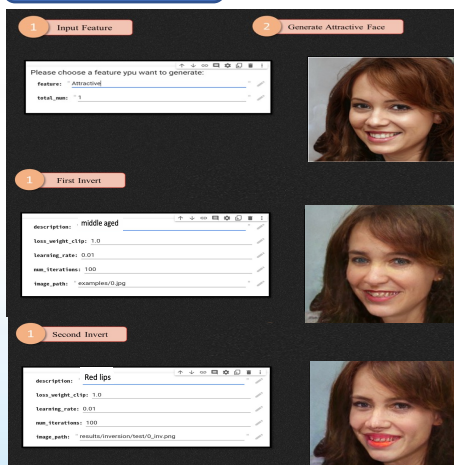 1 Input Feature
2 Generate Attractive Face
Please choose a feature ypu want to generate:
feature: "Attractive "
total_num: "1 "
1 First Invert
description: "middle aged "
loss_weight_clip: 1.0
learning_rate: 0.01
num_iterations: 100
image_path: "examples/0.jpg "
1 Second Invert
description: "Red lips "
loss_weight_clip: 1.0
learning_rate: 0.01
num_iterations: 100
image_path: "results/inversion/test/0_inv.png "